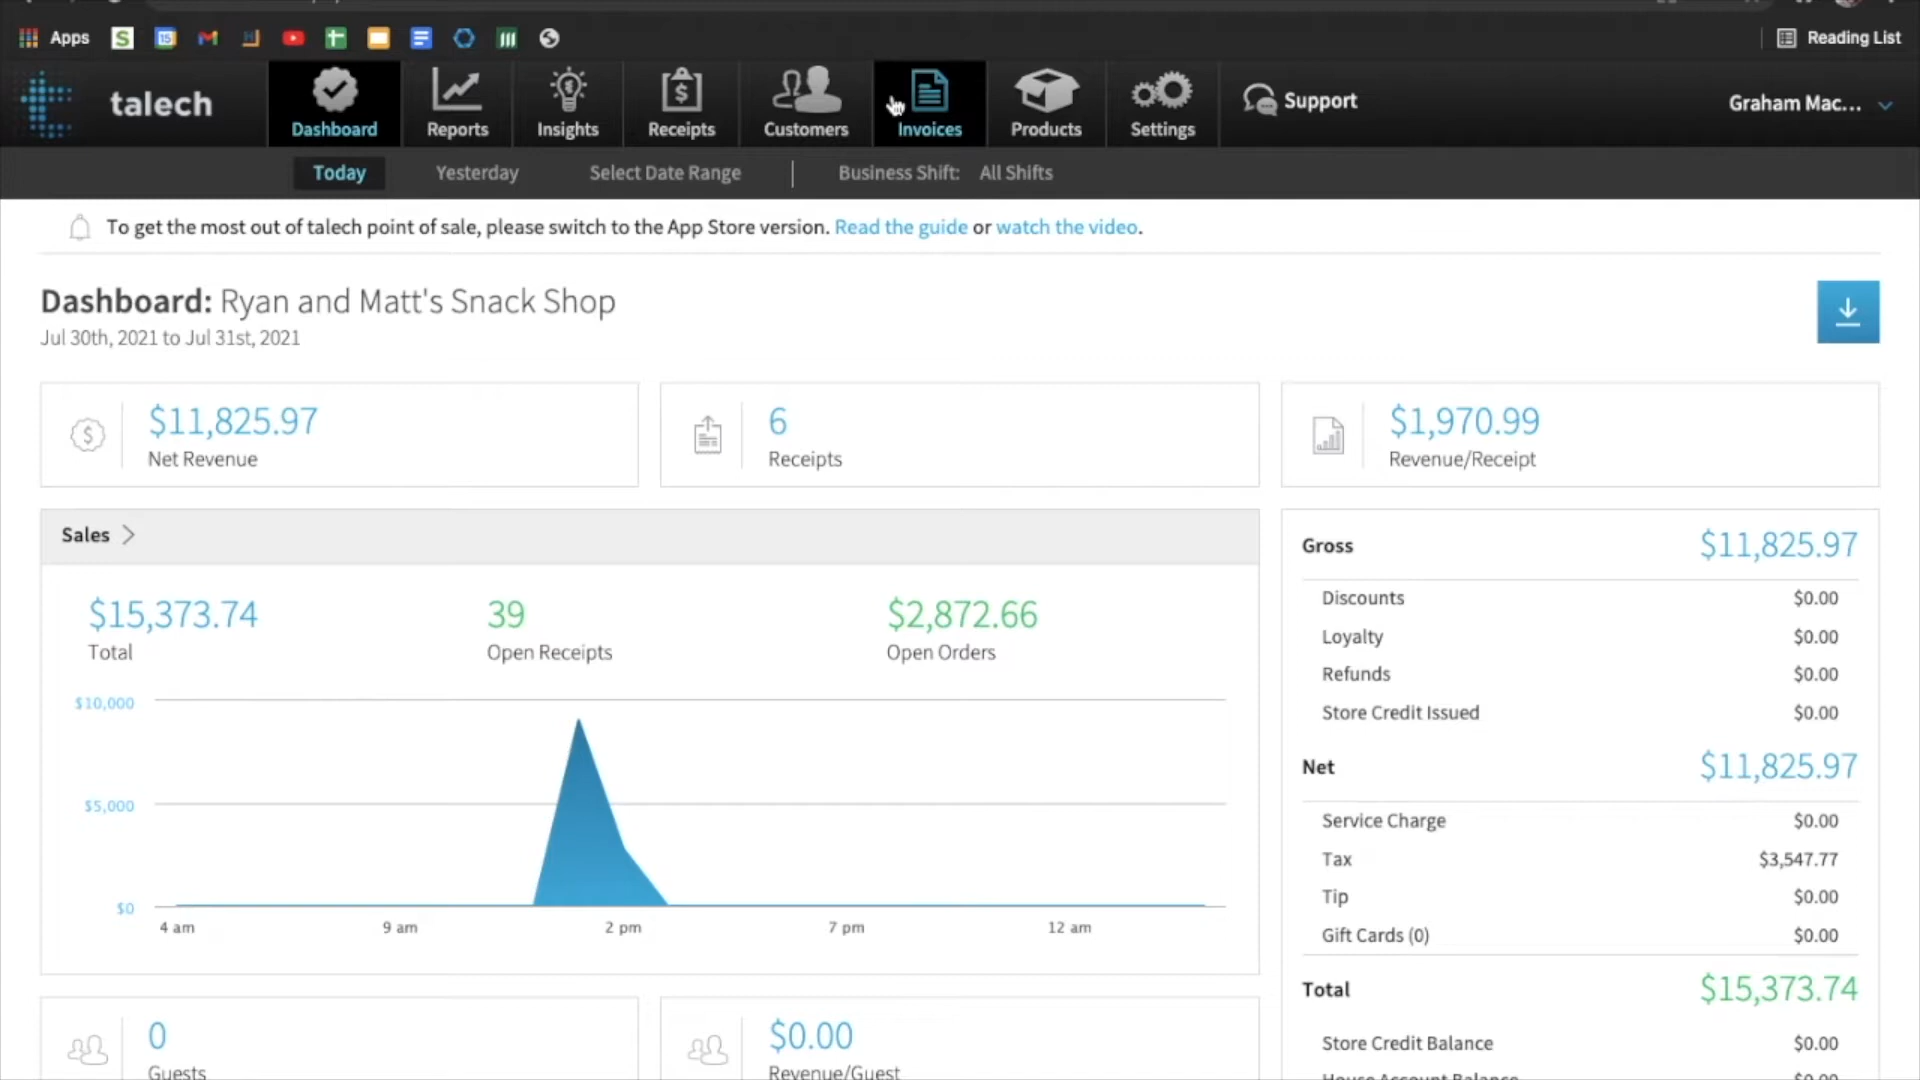 Apps
Reading List
talech
Dashboard
Reports
Insights
Receipts
Customers
Invoices
Products
Settings
Support
Graham Mac...
Today
Yesterday
Select Date Range
Business Shift: All Shifts
To get the most out of talech point of sale, please switch to the App Store version. Read the guide or watch the video.
Dashboard: Ryan and Matt's Snack Shop
Jul 30th, 2021 to Jul 31st, 2021
$11,825.97
Net Revenue
6
Receipts
$1,970.99
Revenue/Receipt
Sales
$15,373.74
Total
39
Open Receipts
$2,872.66
Open Orders
$10,000
$5,000
$0
4 am
9 am
2 pm
7 pm
12 am
Gross $11,825.97
Discounts $0.00
Loyalty $0.00
Refunds $0.00
Store Credit Issued $0.00
Net $11,825.97
Service Charge $0.00
Tax $3,547.77
Tip $0.00
Gift Cards (0) $0.00
Total $15,373.74
Store Credit Balance $0.00
House Account Balance $0.00
0
Guests
$0.00
Revenue/Guest